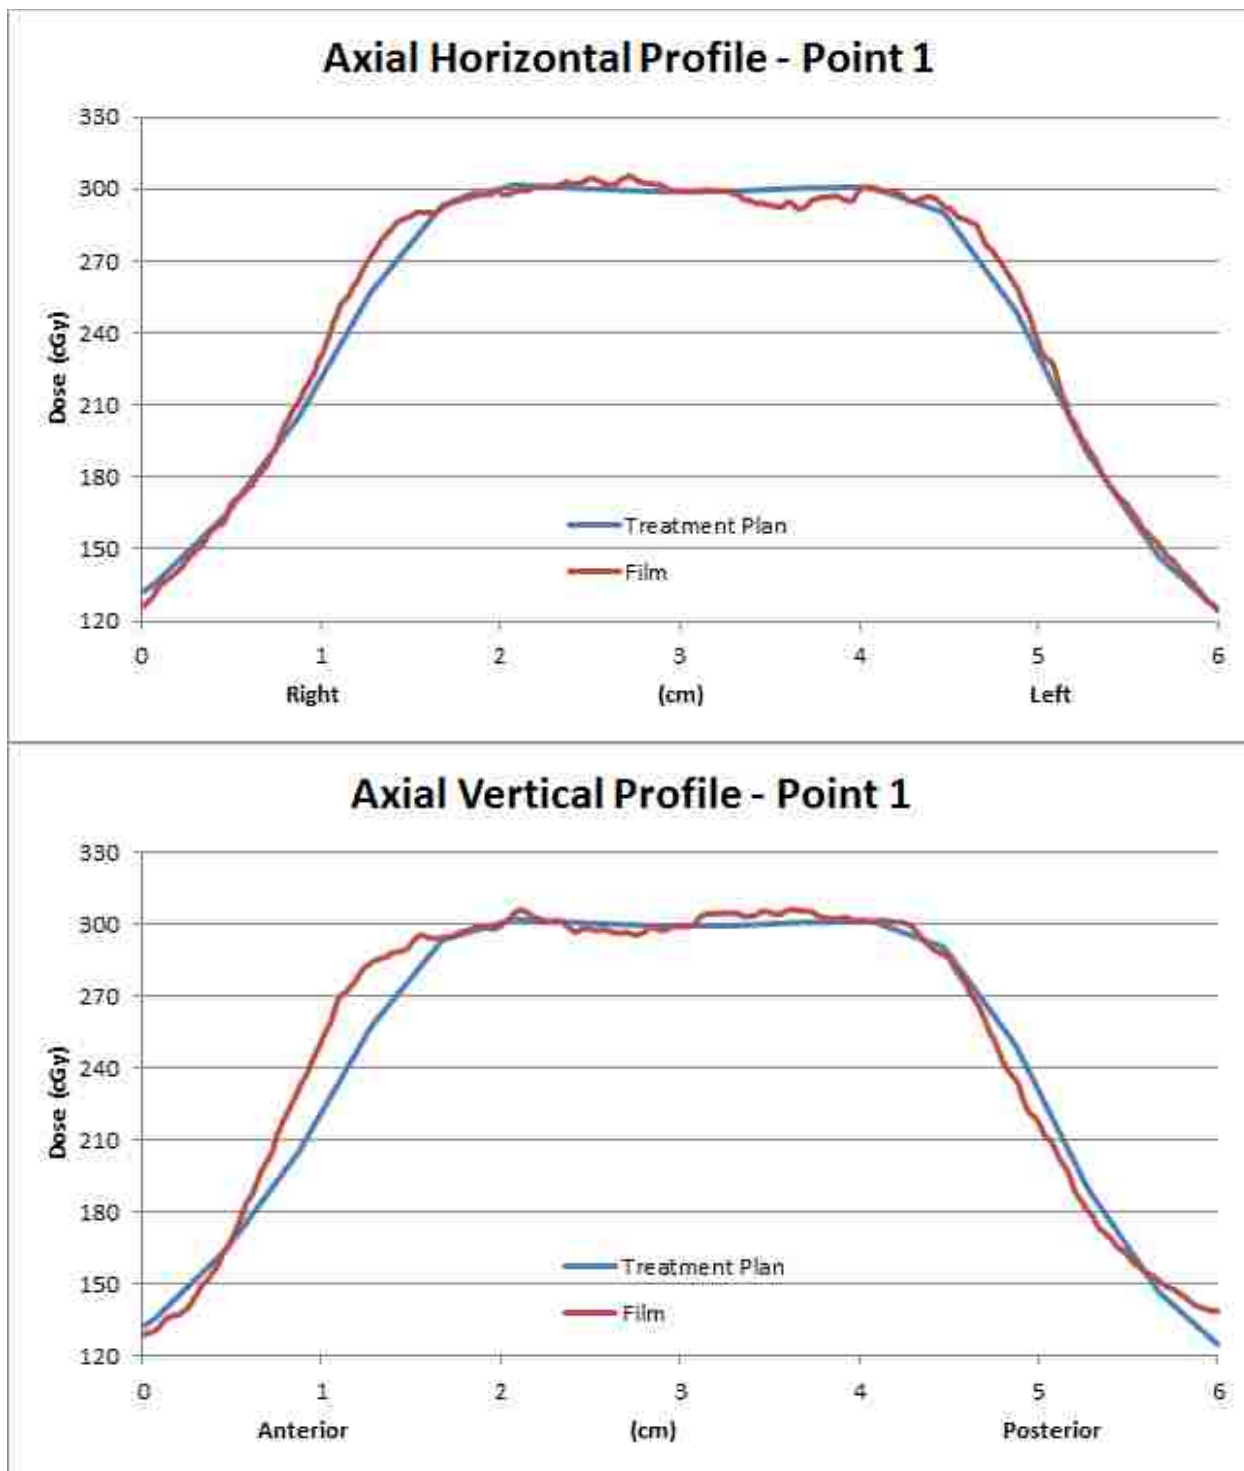 Axial Horizontal Profile - Point 1
330
300
270
240
210
180
150
120
Dose (cGy)
Treatment Plan
Film
0 1 2 3 4 5 6
Right (cm) Left
Axial Vertical Profile - Point 1
330
300
270
240
210
180
150
120
Dose (cGy)
Treatment Plan
Film
0 1 2 3 4 5 6
Anterior (cm) Posterior